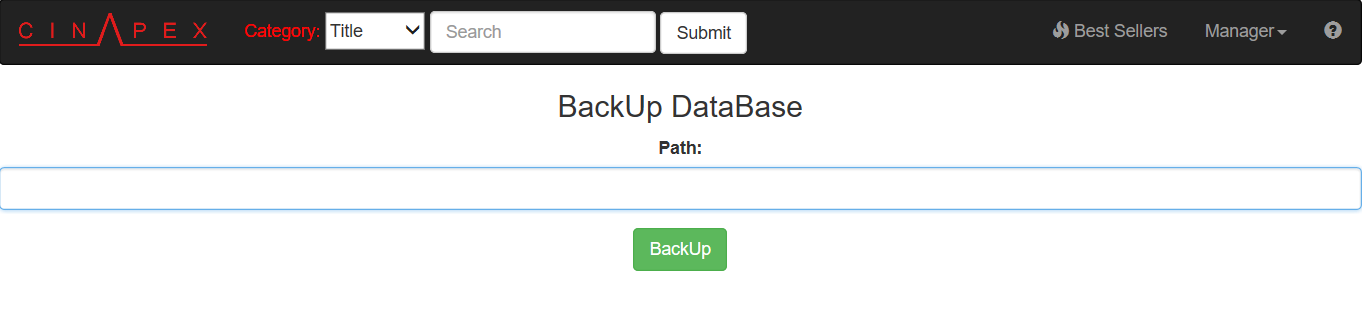 CINAPEX Category: Title Search Submit Best Sellers Manager
BackUp DataBase
Path:
BackUp